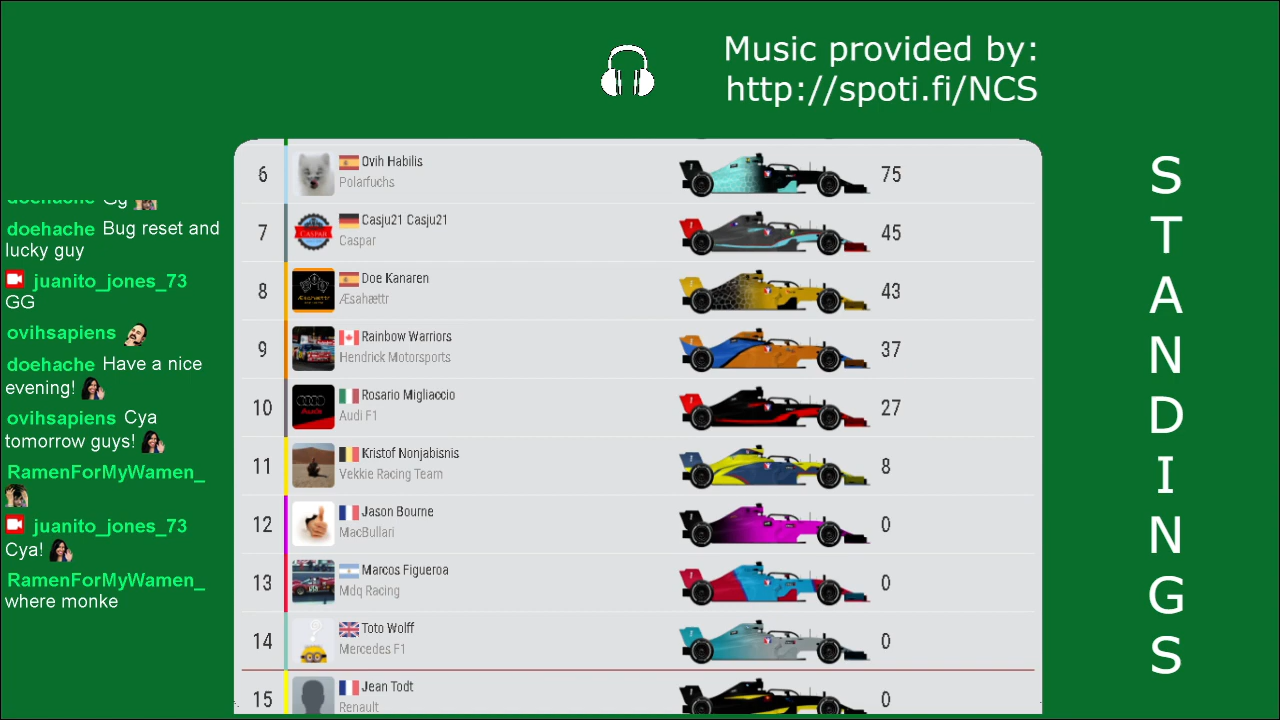 Music provided by:
http://spoti.fi/NCS
doehache Gg
doehache Bug reset and
lucky guy
juanito_jones_73
GG
ovihsapiens
doehache Have a nice
evening!
ovihsapiens Cya
tomorrow guys!
RamenForMyWamen_
juanito_jones_73
Cya!
RamenForMyWamen_
where monke
6 Ovih Habilis 75
Polarfuchs
7 Casju21 Casju21 45
Caspar
8 Doe Kanaren 43
Æsahættr
9 Rainbow Warriors 37
Hendrick Motorsports
10 Rosario Migliaccio 27
Audi F1
11 Kristof Nonjabisnis 8
Vekkie Racing Team
12 Jason Bourne 0
MacBullari
13 Marcos Figueroa 0
Mdq Racing
14 Toto Wolff 0
Mercedes F1
15 Jean Todt 0
Renault
STANDINGS